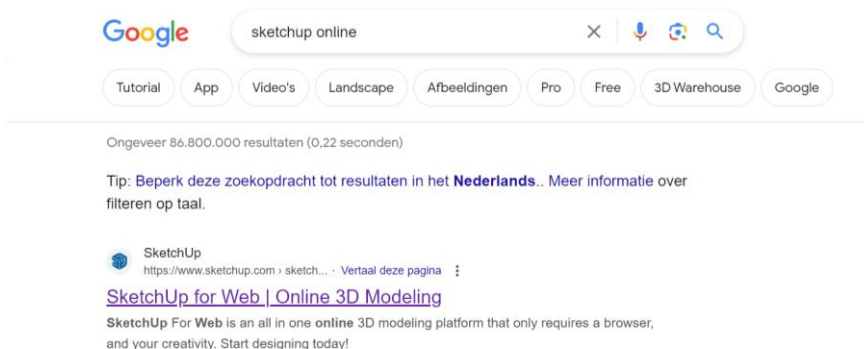 Google
sketchup online
Tutorial App Video's Landscape Afbeeldingen Pro Free 3D Warehouse Google
Ongeveer 86.800.000 resultaten (0,22 seconden)
Tip: Beperk deze zoekopdracht tot resultaten in het Nederlands.. Meer informatie over
filteren op taal.
SketchUp
https://www.sketchup.com › sketch... · Vertaal deze pagina
SketchUp for Web | Online 3D Modeling
SketchUp For Web is an all in one online 3D modeling platform that only requires a browser,
and your creativity. Start designing today!